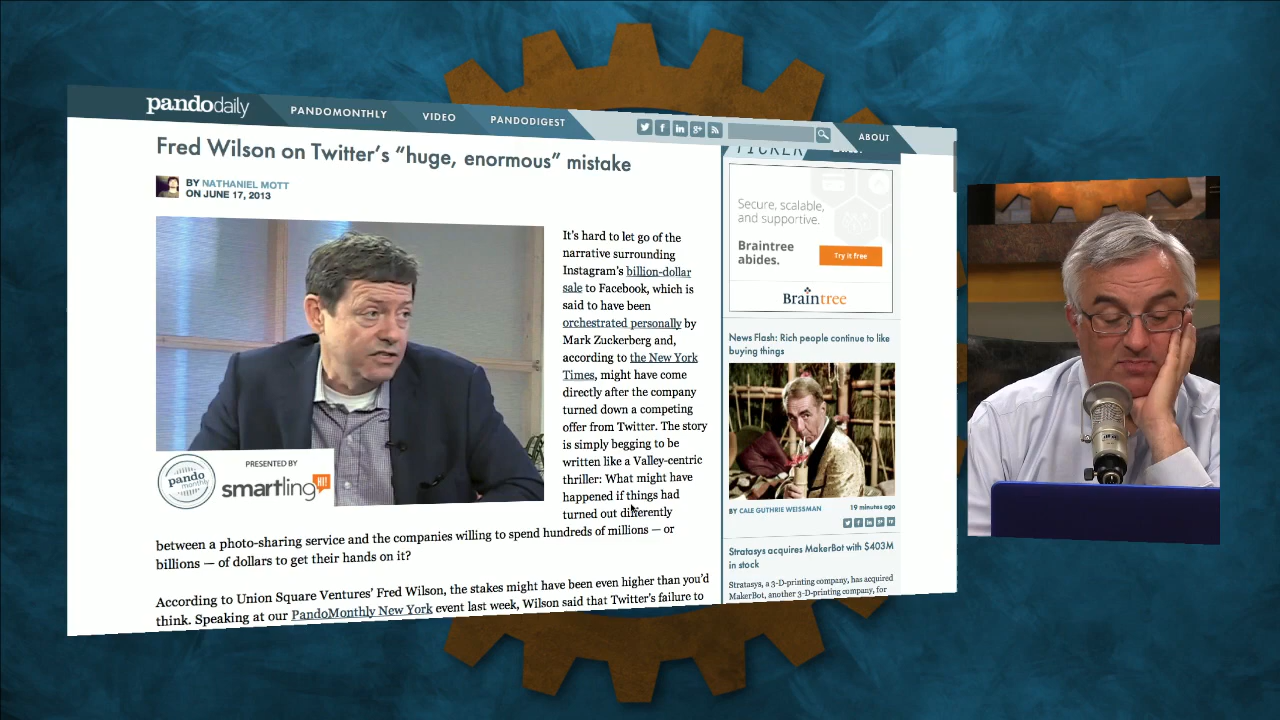 pandodaily
PANDOMONTHLY
VIDEO
PANDODIGEST
ABOUT
Fred Wilson on Twitter's “huge, enormous” mistake
BY NATHANIEL MOTT
ON JUNE 17, 2013
It's hard to let go of the
narrative surrounding
Instagram's billion-dollar
sale to Facebook, which is
said to have been
orchestrated personally by
Mark Zuckerberg and,
according to the New York
Times, might have come
directly after the company
turned down a competing
offer from Twitter. The story
is simply begging to be
written like a Valley-centric
thriller: What might have
happened if things had
turned out differently
between a photo-sharing service and the companies willing to spend hundreds of millions — or
billions — of dollars to get their hands on it?
According to Union Square Ventures' Fred Wilson, the stakes might have been even higher than you'd
think. Speaking at our PandoMonthly New York event last week, Wilson said that Twitter's failure to
pando
monthly
PRESENTED BY
smartling
HI!
TICKER
Secure, scalable,
and supportive.
Braintree
abides.
Try it free
Braintree
News Flash: Rich people continue to like
buying things
BY CALE GUTHRIE WEISSMAN
19 minutes ago
Stratasys acquires MakerBot with $403M
in stock
Stratasys, a 3-D-printing company, has acquired
MakerBot, another 3-D-printing company, for